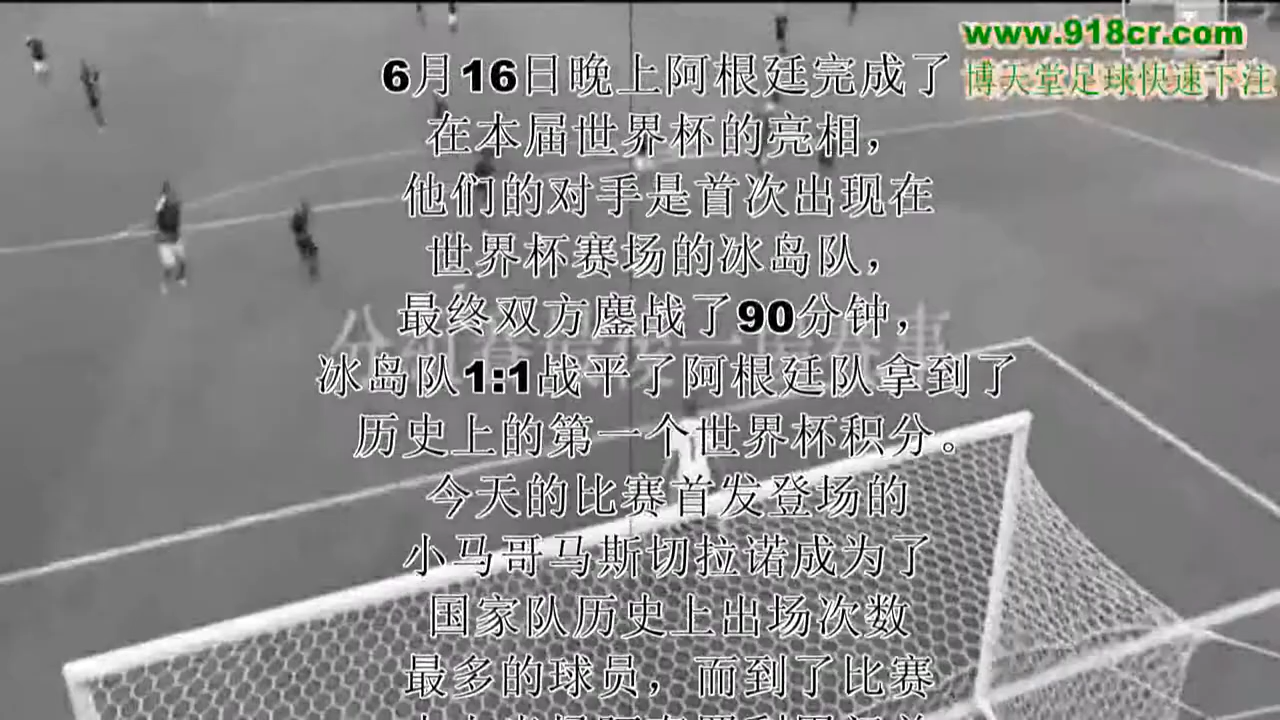 www.918cr.com
博天堂足球快速下注
6月16日晚上阿根廷完成了
在本届世界杯的亮相，
他们的对手是首次出现在
世界杯赛场的冰岛队，
最终双方鏖战了90分钟，
冰岛队1:1战平了阿根廷队拿到了
历史上的第一个世界杯积分。
今天的比赛首发登场的
小马哥马斯切拉诺成为了
国家队历史上出场次数
最多的球员，而到了比赛